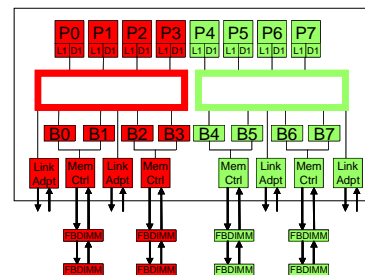 P0 P1 P2 P3 P4 P5 P6 P7
L1 D1 L1 D1 L1 D1 L1 D1 L1 D1 L1 D1 L1 D1 L1 D1
B0 B1 B2 B3 B4 B5 B6 B7
Link Mem Link Mem Mem Link Mem Link
Adpt Ctrl Adpt Ctrl Ctrl Adpt Ctrl Adpt
FBDIMM FBDIMM FBDIMM FBDIMM
FBDIMM FBDIMM FBDIMM FBDIMM